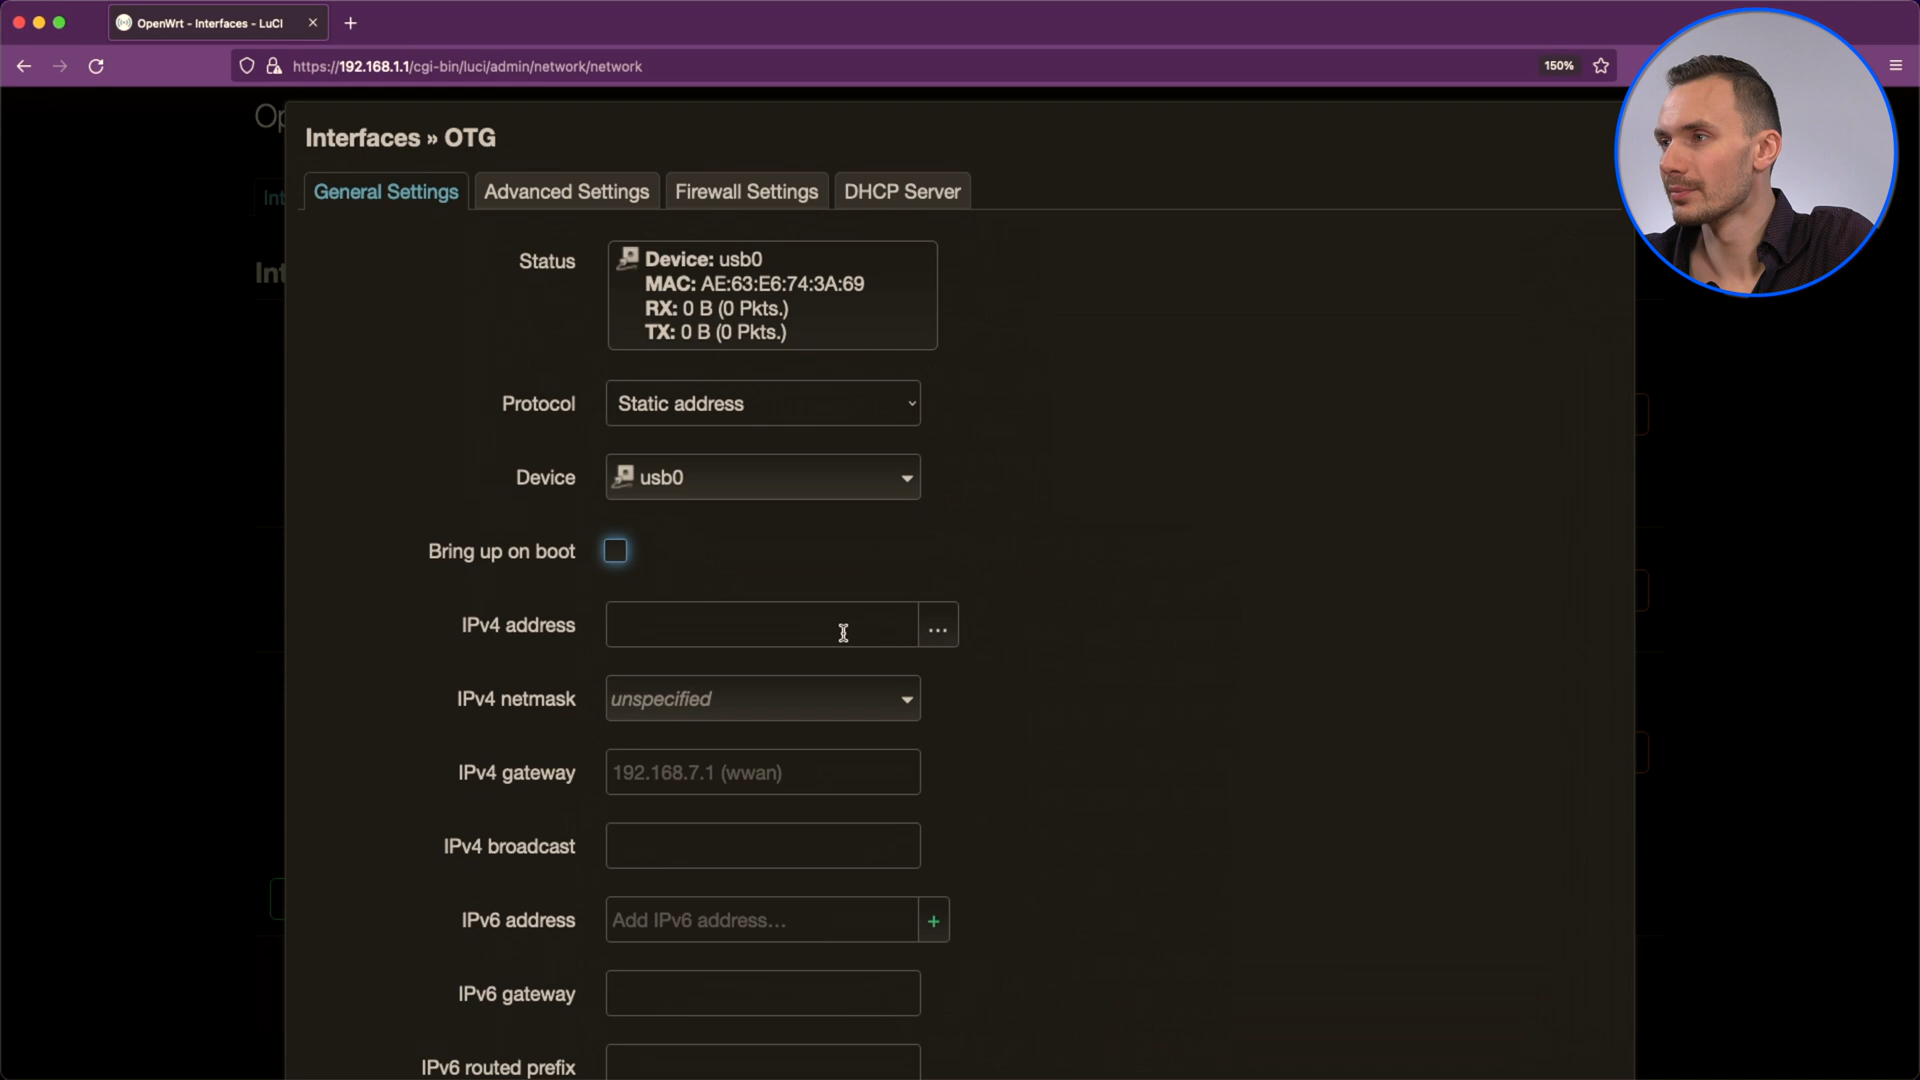 OpenWrt - Interfaces - LuCI
https://192.168.1.1/cgi-bin/luci/admin/network/network
150%
Op
Interfaces » OTG
Int
General Settings
Advanced Settings
Firewall Settings
DHCP Server
Int
Status
Device: usb0
MAC: AE:63:E6:74:3A:69
RX: 0 B (0 Pkts.)
TX: 0 B (0 Pkts.)
Protocol
Static address
Device
usb0
Bring up on boot
IPv4 address
...
IPv4 netmask
unspecified
IPv4 gateway
192.168.7.1 (wwan)
IPv4 broadcast
IPv6 address
Add IPv6 address...
+
IPv6 gateway
IPv6 routed prefix